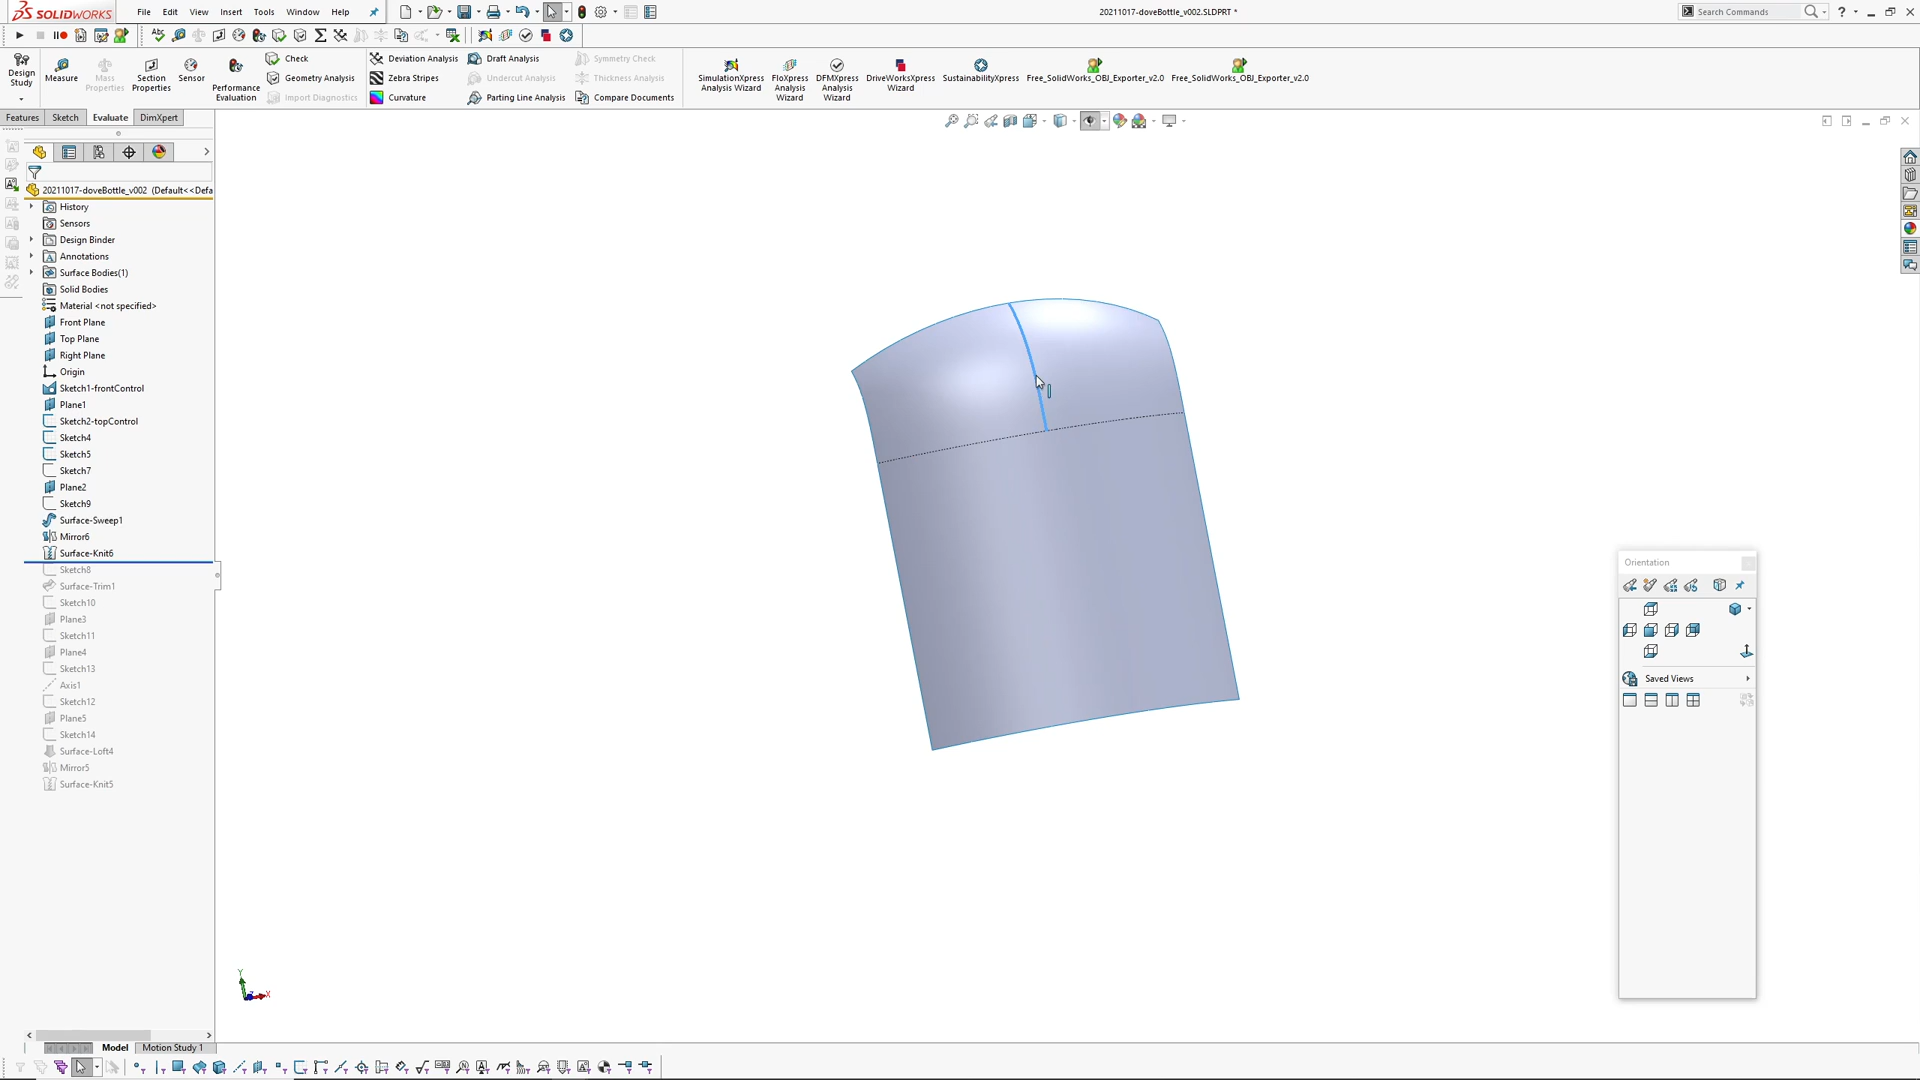 SOLIDWORKS File Edit View Insert Tools Window Help 20211017-doveBottle_v002.SLDPRT * Search Commands
Design Study
Measure
Mass Properties
Section Properties
Sensor
Performance Evaluation
Check
Geometry Analysis
Import Diagnostics
Deviation Analysis
Zebra Stripes
Curvature
Draft Analysis
Undercut Analysis
Parting Line Analysis
Symmetry Check
Thickness Analysis
Compare Documents
SimulationXpress Analysis Wizard
FloXpress Analysis Wizard
DFMXpress Analysis Wizard
DriveWorksXpress Wizard
SustainabilityXpress
Free_SolidWorks_OBJ_Exporter_v2.0
Free_SolidWorks_OBJ_Exporter_v2.0
Features Sketch Evaluate DimXpert
20211017-doveBottle_v002 (Default<<Defa
History
Sensors
Design Binder
Annotations
Surface Bodies(1)
Solid Bodies
Material <not specified>
Front Plane
Top Plane
Right Plane
Origin
Sketch1-frontControl
Plane1
Sketch2-topControl
Sketch4
Sketch5
Sketch7
Plane2
Sketch9
Surface-Sweep1
Mirror6
Surface-Knit6
Sketch8
Surface-Trim1
Sketch10
Plane3
Sketch11
Plane4
Sketch13
Axis1
Sketch12
Plane5
Sketch14
Surface-Loft4
Mirror5
Surface-Knit5
Orientation
Saved Views
Y
X
Model Motion Study 1